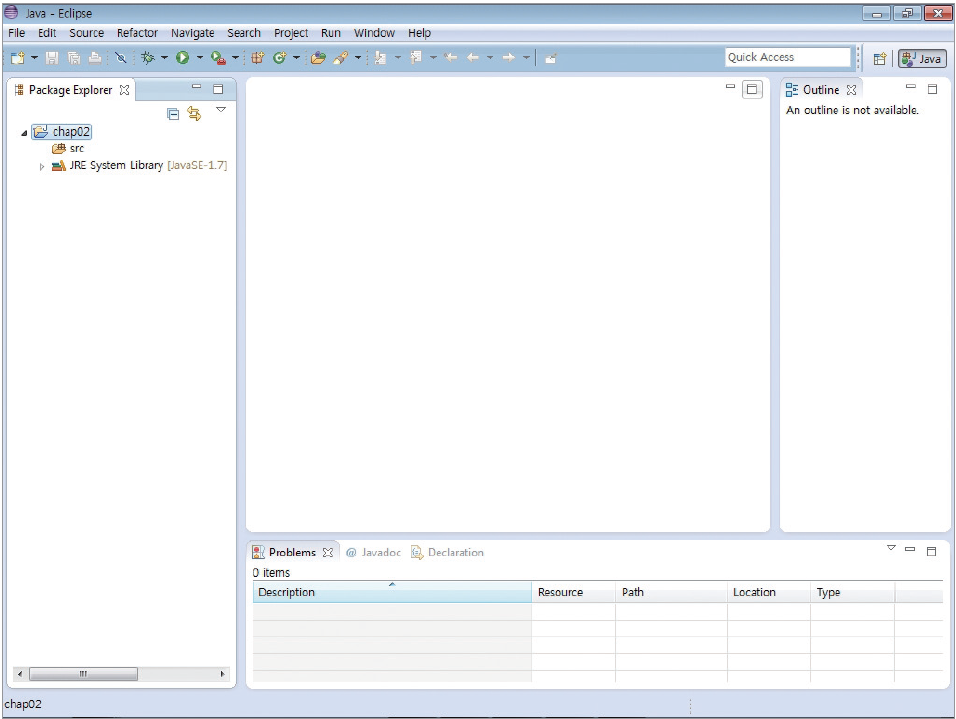 Java - Eclipse
File Edit Source Refactor Navigate Search Project Run Window Help
Quick Access
Java
Package Explorer
chap02
src
JRE System Library [JavaSE-1.7]
Outline
An outline is not available.
Problems @ Javadoc Declaration
0 items
Description Resource Path Location Type
chap02